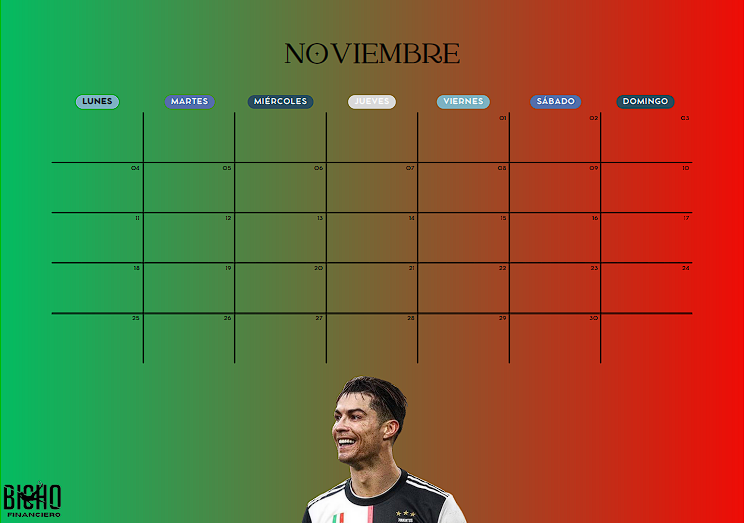 NOVIEMBRE
LUNES MARTES MIÉRCOLES JUEVES VIERNES SÁBADO DOMINGO
01 02 03
04 05 06 07 08 09 10
11 12 13 14 15 16 17
18 19 20 21 22 23 24
25 26 27 28 29 30
JUVENTUS
BICHO
FINANCIERO